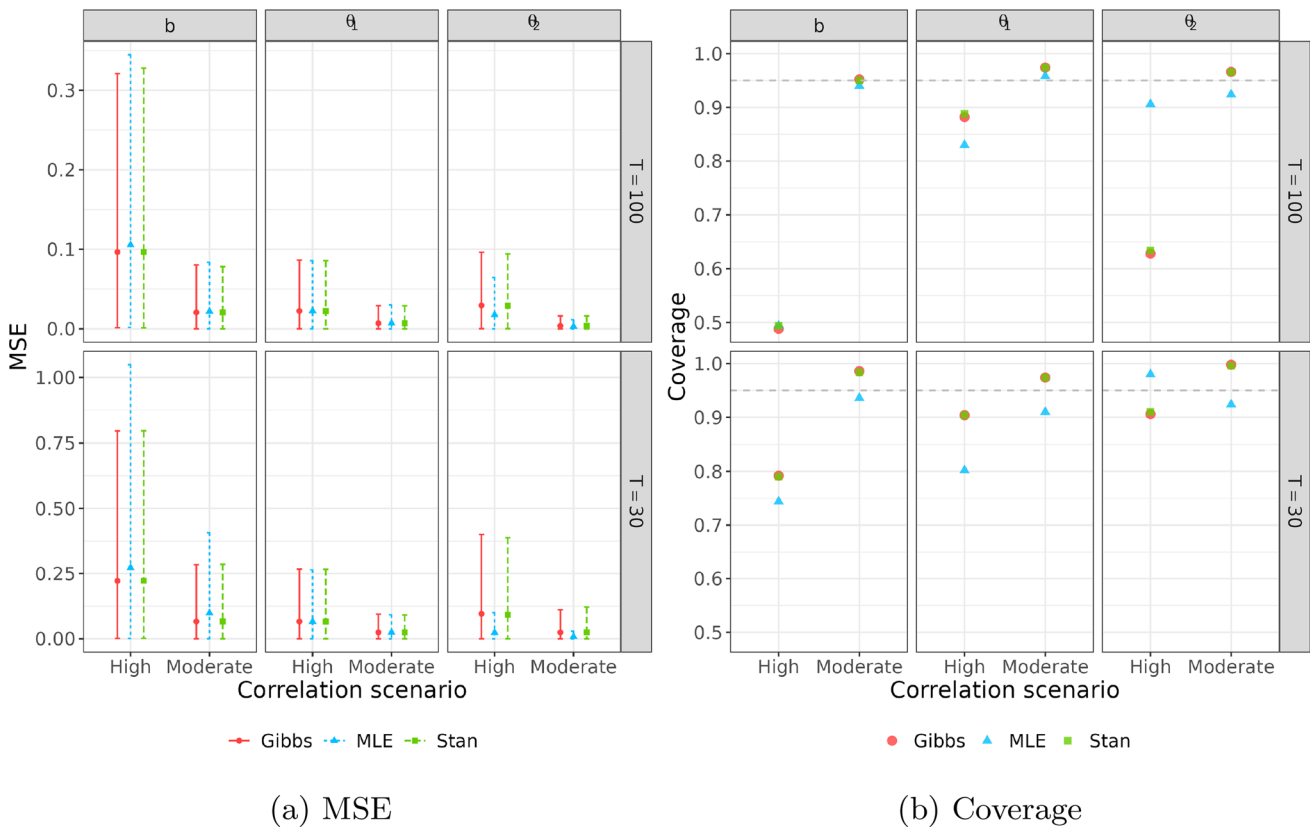 b θ1 θ2
T = 100
0.3
0.2
0.1
0.0
MSE
T = 30
1.00
0.75
0.50
0.25
0.00
High Moderate High Moderate High Moderate
Correlation scenario
Gibbs MLE Stan
(a) MSE
b θ1 θ2
T = 100
1.0
0.9
0.8
0.7
0.6
0.5
Coverage
T = 30
1.0
0.9
0.8
0.7
0.6
0.5
High Moderate High Moderate High Moderate
Correlation scenario
Gibbs MLE Stan
(b) Coverage